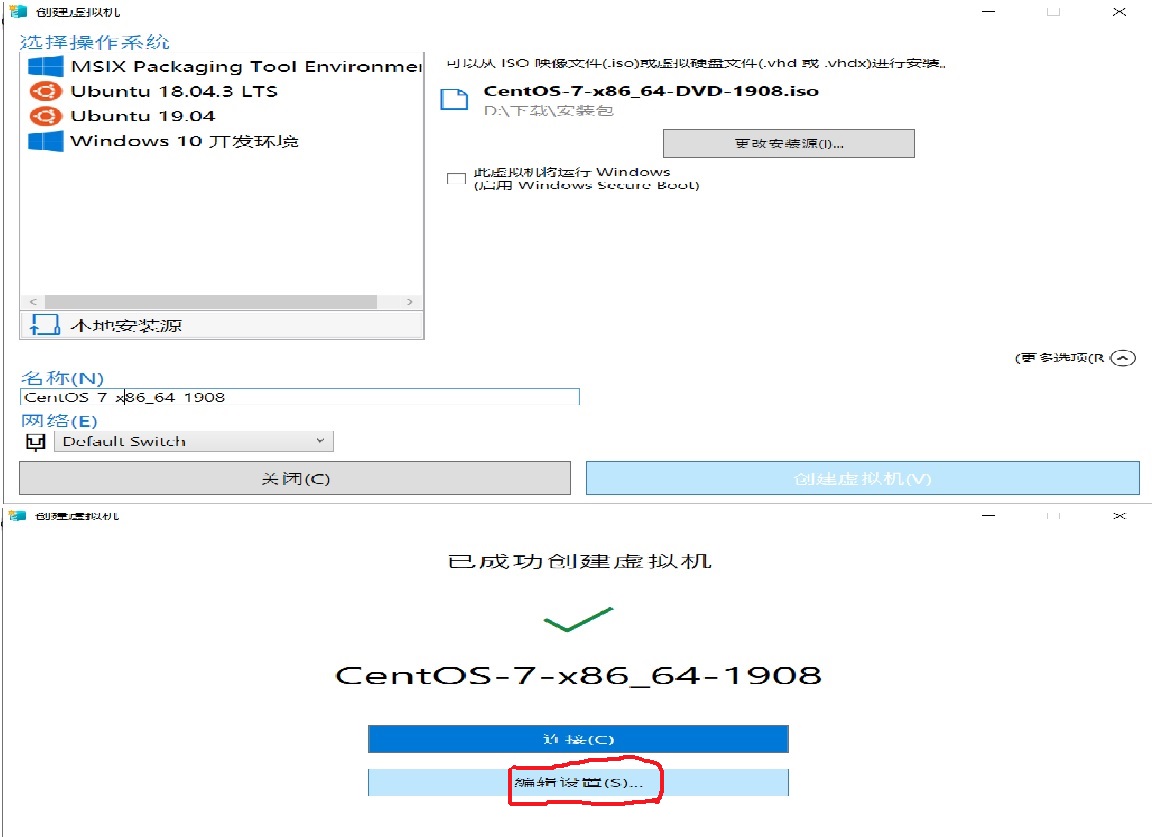 创建虚拟机
选择操作系统
MSIX Packaging Tool Environmer
Ubuntu 18.04.3 LTS
Ubuntu 19.04
Windows 10 开发环境
本地安装源
可以从 ISO 映像文件(.iso)或虚拟硬盘文件(.vhd 或 .vhdx)进行安装。
CentOS-7-x86_64-DVD-1908.iso
D:\下载\安装包
更改安装源(I)...
此虚拟机将运行 Windows
(启用 Windows Secure Boot)
(更多选项(R
名称(N)
CentOS-7-x86_64-1908
网络(E)
Default Switch
关闭(C)
创建虚拟机(V)
创建虚拟机
已成功创建虚拟机
CentOS-7-x86_64-1908
连接(C)
编辑设置(S)...